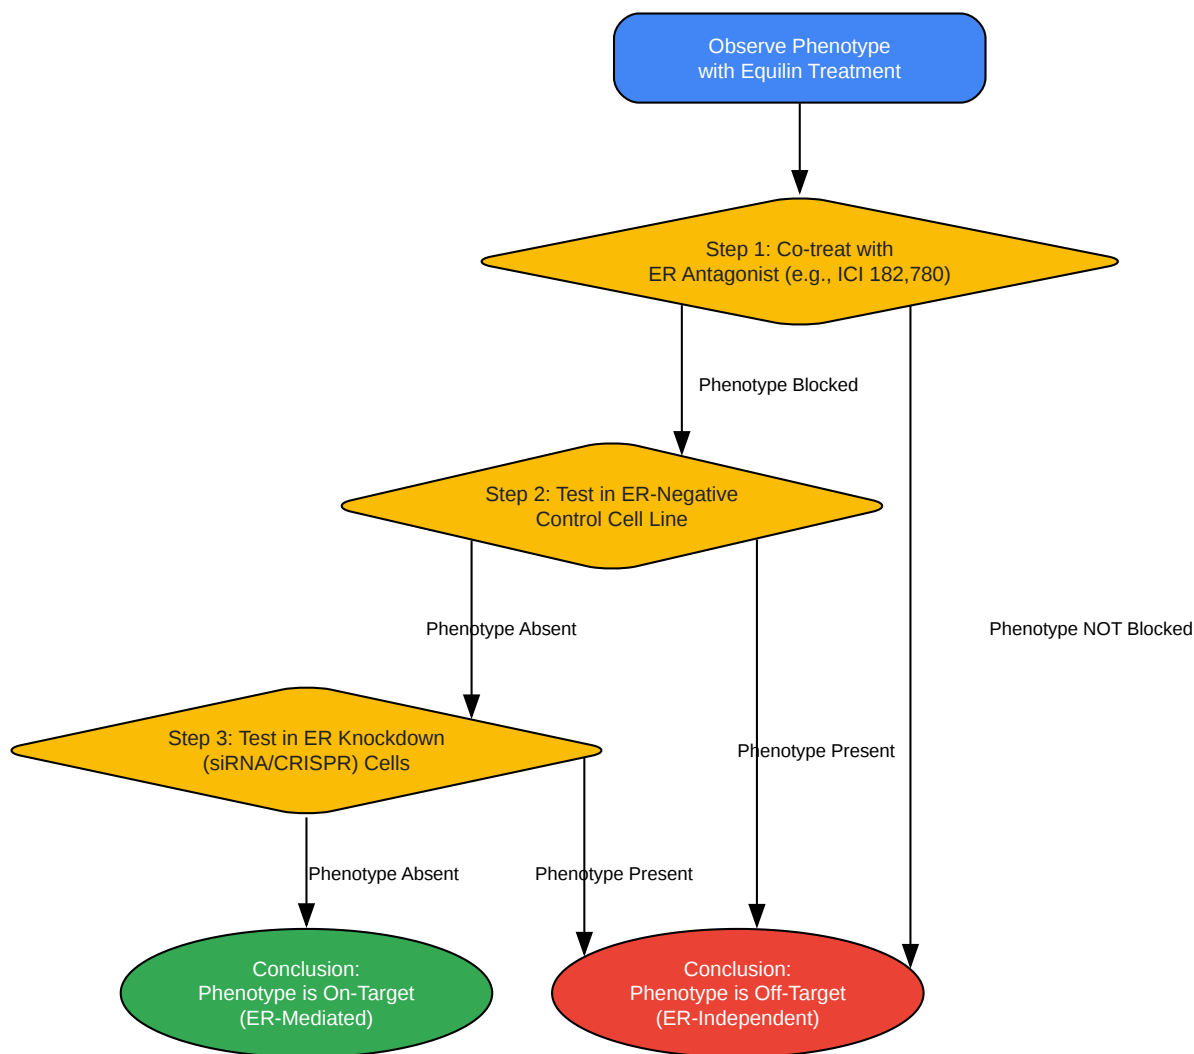 Observe Phenotype
with Equilin Treatment
Step 1: Co-treat with
ER Antagonist (e.g., ICI 182,780)
Phenotype Blocked
Step 2: Test in ER-Negative
Control Cell Line
Phenotype Absent
Phenotype NOT Blocked
Step 3: Test in ER Knockdown
(siRNA/CRISPR) Cells
Phenotype Present
Phenotype Absent
Phenotype Present
Conclusion:
Phenotype is On-Target
(ER-Mediated)
Conclusion:
Phenotype is Off-Target
(ER-Independent)